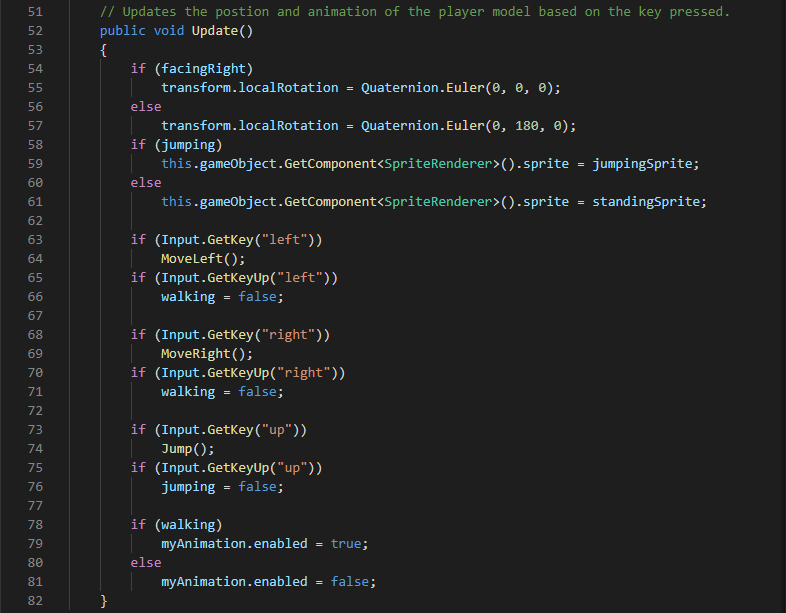 51 // Updates the postion and animation of the player model based on the key pressed.
52 public void Update()
53 {
54 if (facingRight)
55 transform.localRotation = Quaternion.Euler(0, 0, 0);
56 else
57 transform.localRotation = Quaternion.Euler(0, 180, 0);
58 if (jumping)
59 this.gameObject.GetComponent<SpriteRenderer>().sprite = jumpingSprite;
60 else
61 this.gameObject.GetComponent<SpriteRenderer>().sprite = standingSprite;
62
63 if (Input.GetKey("left"))
64 MoveLeft();
65 if (Input.GetKeyUp("left"))
66 walking = false;
67
68 if (Input.GetKey("right"))
69 MoveRight();
70 if (Input.GetKeyUp("right"))
71 walking = false;
72
73 if (Input.GetKey("up"))
74 Jump();
75 if (Input.GetKeyUp("up"))
76 jumping = false;
77
78 if (walking)
79 myAnimation.enabled = true;
80 else
81 myAnimation.enabled = false;
82 }